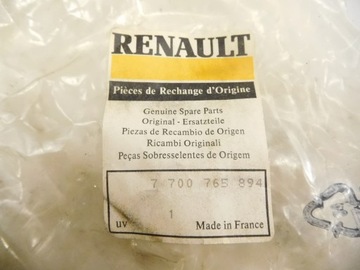 RENAULT
Pièces de Rechange d'Origine
Genuine Spare Parts
Original - Ersatzteile
Piezas de Recambio de Origen
Ricambi Originali
Peças Sobresselentes de Origem
7 700 765 894
uv 1 Made in France